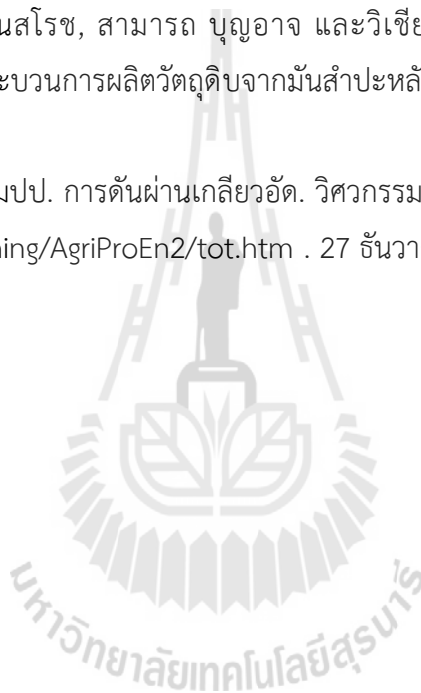 นสโรช, สามารถ บุญอาจ และวิเชีย
ะบวนการผลิตวัตถุดิบจากมันสำปะหลั
มปป. การดันผ่านเกลียวอัด. วิศวกรรม
ning/AgriProEn2/tot.htm . 27 ธันวา
มหาวิทยาลัยเทคโนโลยีสุรนารี